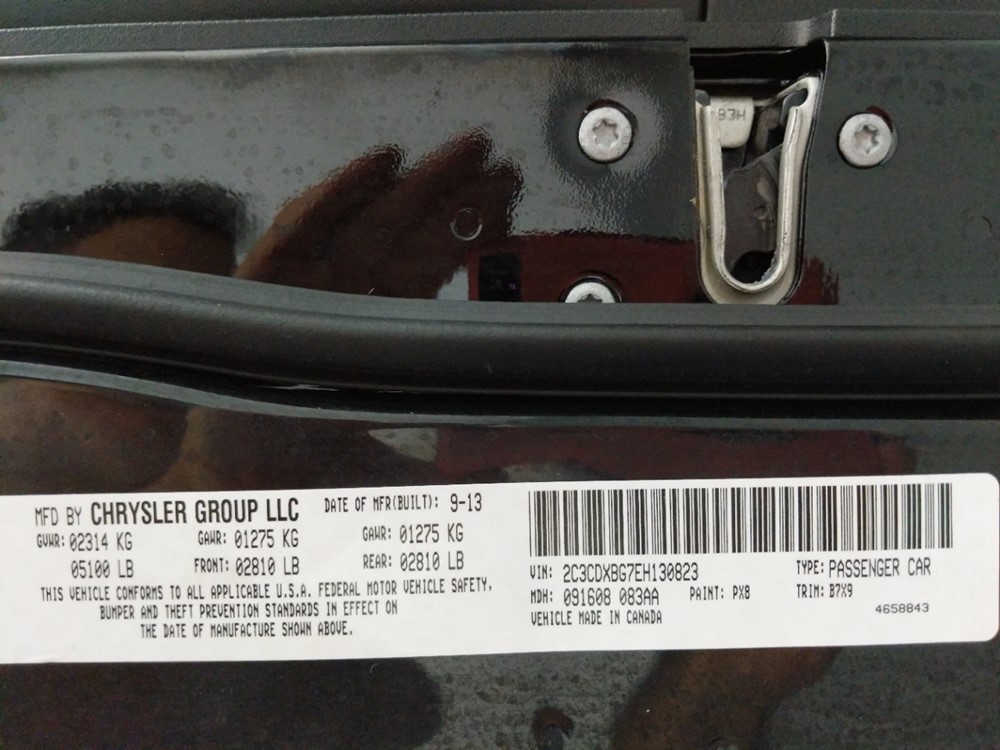 83H
MFD BY CHRYSLER GROUP LLC DATE OF MFR(BUILT): 9-13
GVWR: 02314 KG GAWR: 01275 KG GAWR: 01275 KG
05100 LB FRONT: 02810 LB REAR: 02810 LB
THIS VEHICLE CONFORMS TO ALL APPLICABLE U.S.A. FEDERAL MOTOR VEHICLE SAFETY,
BUMPER AND THEFT PREVENTION STANDARDS IN EFFECT ON
THE DATE OF MANUFACTURE SHOWN ABOVE.
VIN: 2C3CDXBG7EH130823 TYPE: PASSENGER CAR
MDH: 091608 083AA PAINT: PX8 TRIM: B7X9
VEHICLE MADE IN CANADA 4658843